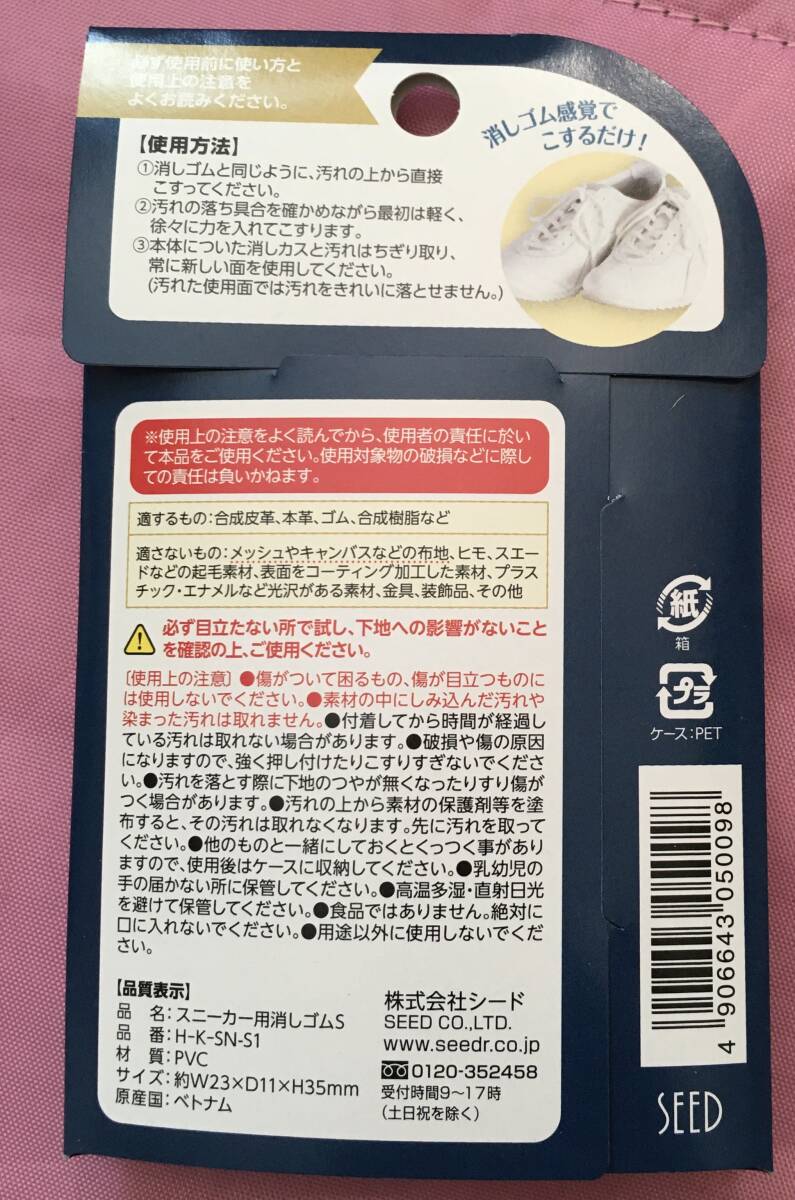 必ず使用前に使い方と
使用上の注意を
よくお読みください。
消しゴム感覚で
こするだけ！
【使用方法】
①消しゴムと同じように、汚れの上から直接
こすってください。
②汚れの落ち具合を確かめながら最初は軽く、
徐々に力を入れてこすります。
③本体についた消しカスと汚れはちぎり取り、
常に新しい面を使用してください。
(汚れた使用面では汚れをきれいに落とせません。)
※使用上の注意をよく読んでから、使用者の責任に於い
て本品をご使用ください。使用対象物の破損などに際し
ての責任は負いかねます。
適するもの：合成皮革、本革、ゴム、合成樹脂など
適さないもの：メッシュやキャンバスなどの布地、ヒモ、スエー
ドなどの起毛素材、表面をコーティング加工した素材、プラス
チック・エナメルなど光沢がある素材、金具、装飾品、その他
必ず目立たない所で試し、下地への影響がないこと
を確認の上、ご使用ください。
〔使用上の注意〕●傷がついて困るもの、傷が目立つものに
は使用しないでください。●素材の中にしみ込んだ汚れや
染まった汚れは取れません。●付着してから時間が経過し
ている汚れは取れない場合があります。●破損や傷の原因
になりますので、強く押し付けたりこすりすぎないでくださ
い。●汚れを落とす際に下地のつやが無くなったりすり傷が
つく場合があります。●汚れの上から素材の保護剤等を塗
布すると、その汚れは取れなくなります。先に汚れを取って
ください。●他のものと一緒にしておくとくっつく事があり
ますので、使用後はケースに収納してください。●乳幼児の
手の届かない所に保管してください。●高温多湿・直射日光
を避けて保管してください。●食品ではありません。絶対に
口に入れないでください。●用途以外に使用しないでくだ
さい。
【品質表示】
品 名：スニーカー用消しゴムS
品 番：H-K-SN-S1
材 質：PVC
サイズ：約W23×D11×H35mm
原産国：ベトナム
株式会社シード
SEED CO.,LTD.
www.seedr.co.jp
0120-352458
受付時間9〜17時
(土日祝を除く)
紙
箱
プラ
ケース：PET
4 906643 050098
SEED